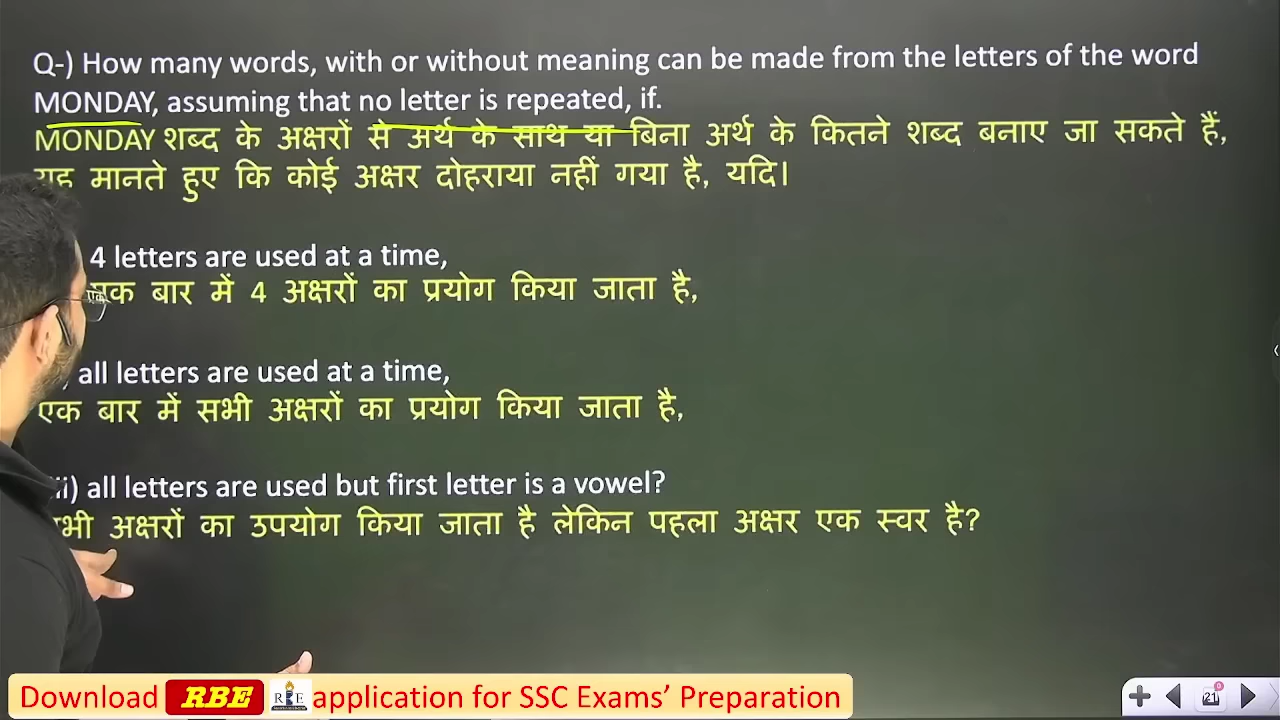 Q-) How many words, with or without meaning can be made from the letters of the word
MONDAY, assuming that no letter is repeated, if.
MONDAY शब्द के अक्षरों से अर्थ के साथ या बिना अर्थ के कितने शब्द बनाए जा सकते हैं,
यह मानते हुए कि कोई अक्षर दोहराया नहीं गया है, यदि।
4 letters are used at a time,
एक बार में 4 अक्षरों का प्रयोग किया जाता है,
all letters are used at a time,
एक बार में सभी अक्षरों का प्रयोग किया जाता है,
all letters are used but first letter is a vowel?
अक्षरों का उपयोग किया जाता है लेकिन पहला अक्षर एक स्वर है?
Download RBE RBE application for SSC Exams' Preparation
21